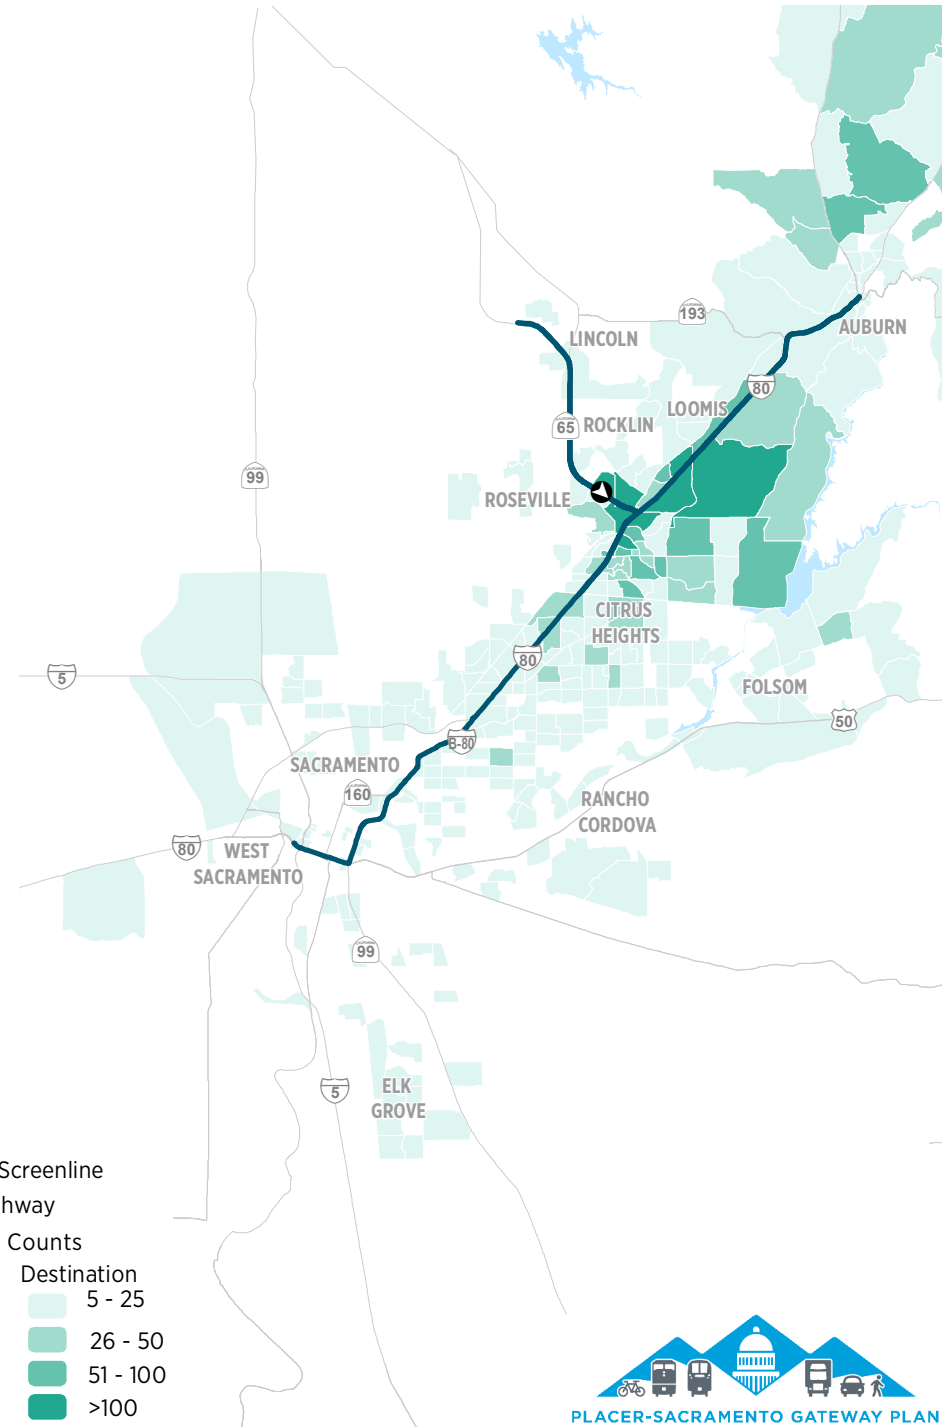 193
AUBURN
LINCOLN
80
LOOMIS
65
ROCKLIN
99
ROSEVILLE
CITRUS
HEIGHTS
80
5
FOLSOM
50
B-80
SACRAMENTO
160
RANCHO
CORDOVA
80
WEST
SACRAMENTO
99
5
ELK
GROVE
Screenline
hway
Counts
Destination
5 - 25
26 - 50
51 - 100
>100
PLACER-SACRAMENTO GATEWAY PLAN